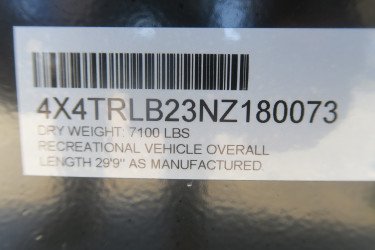 4X4TRLB23NZ180073
DRY WEIGHT: 7100 LBS
RECREATIONAL VEHICLE OVERALL
LENGTH 29'9" AS MANUFACTURED